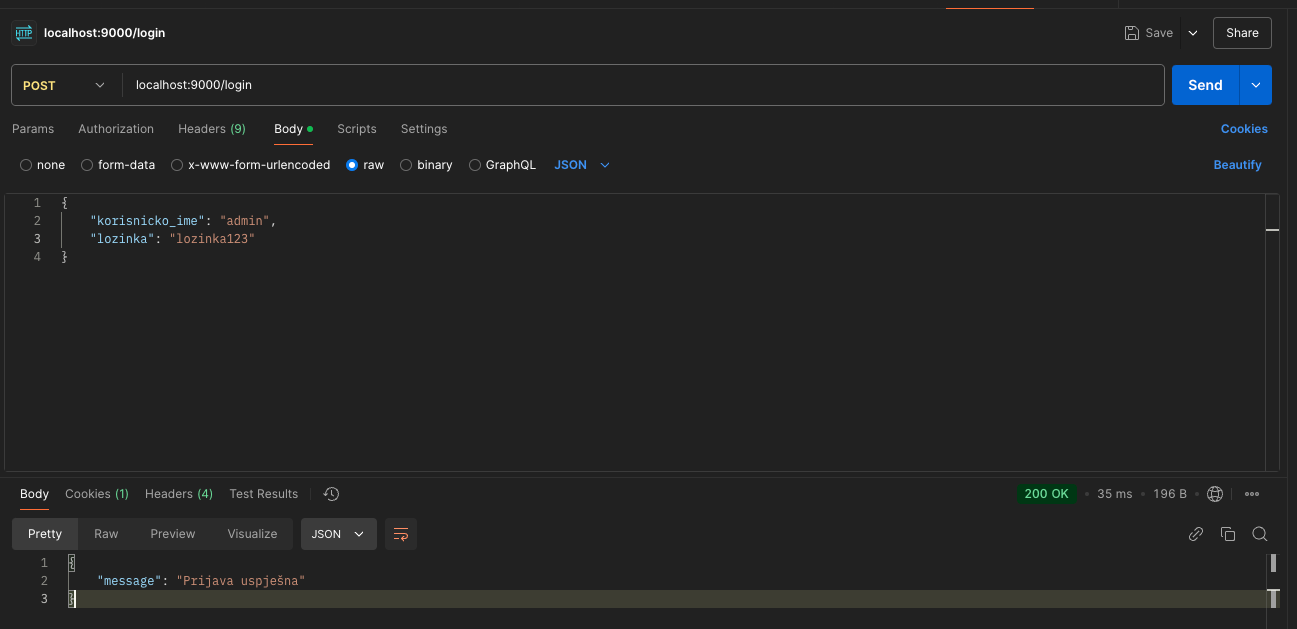 HTTP localhost:9000/login Save Share
POST localhost:9000/login Send
Params Authorization Headers (9) Body Scripts Settings Cookies
none form-data x-www-form-urlencoded raw binary GraphQL JSON Beautify
1 {
2 "korisnicko_ime": "admin",
3 "lozinka": "lozinka123"
4 }
Body Cookies (1) Headers (4) Test Results 200 OK • 35 ms • 196 B •
Pretty Raw Preview Visualize JSON
1 {
2 "message": "Prijava uspješna"
3 }